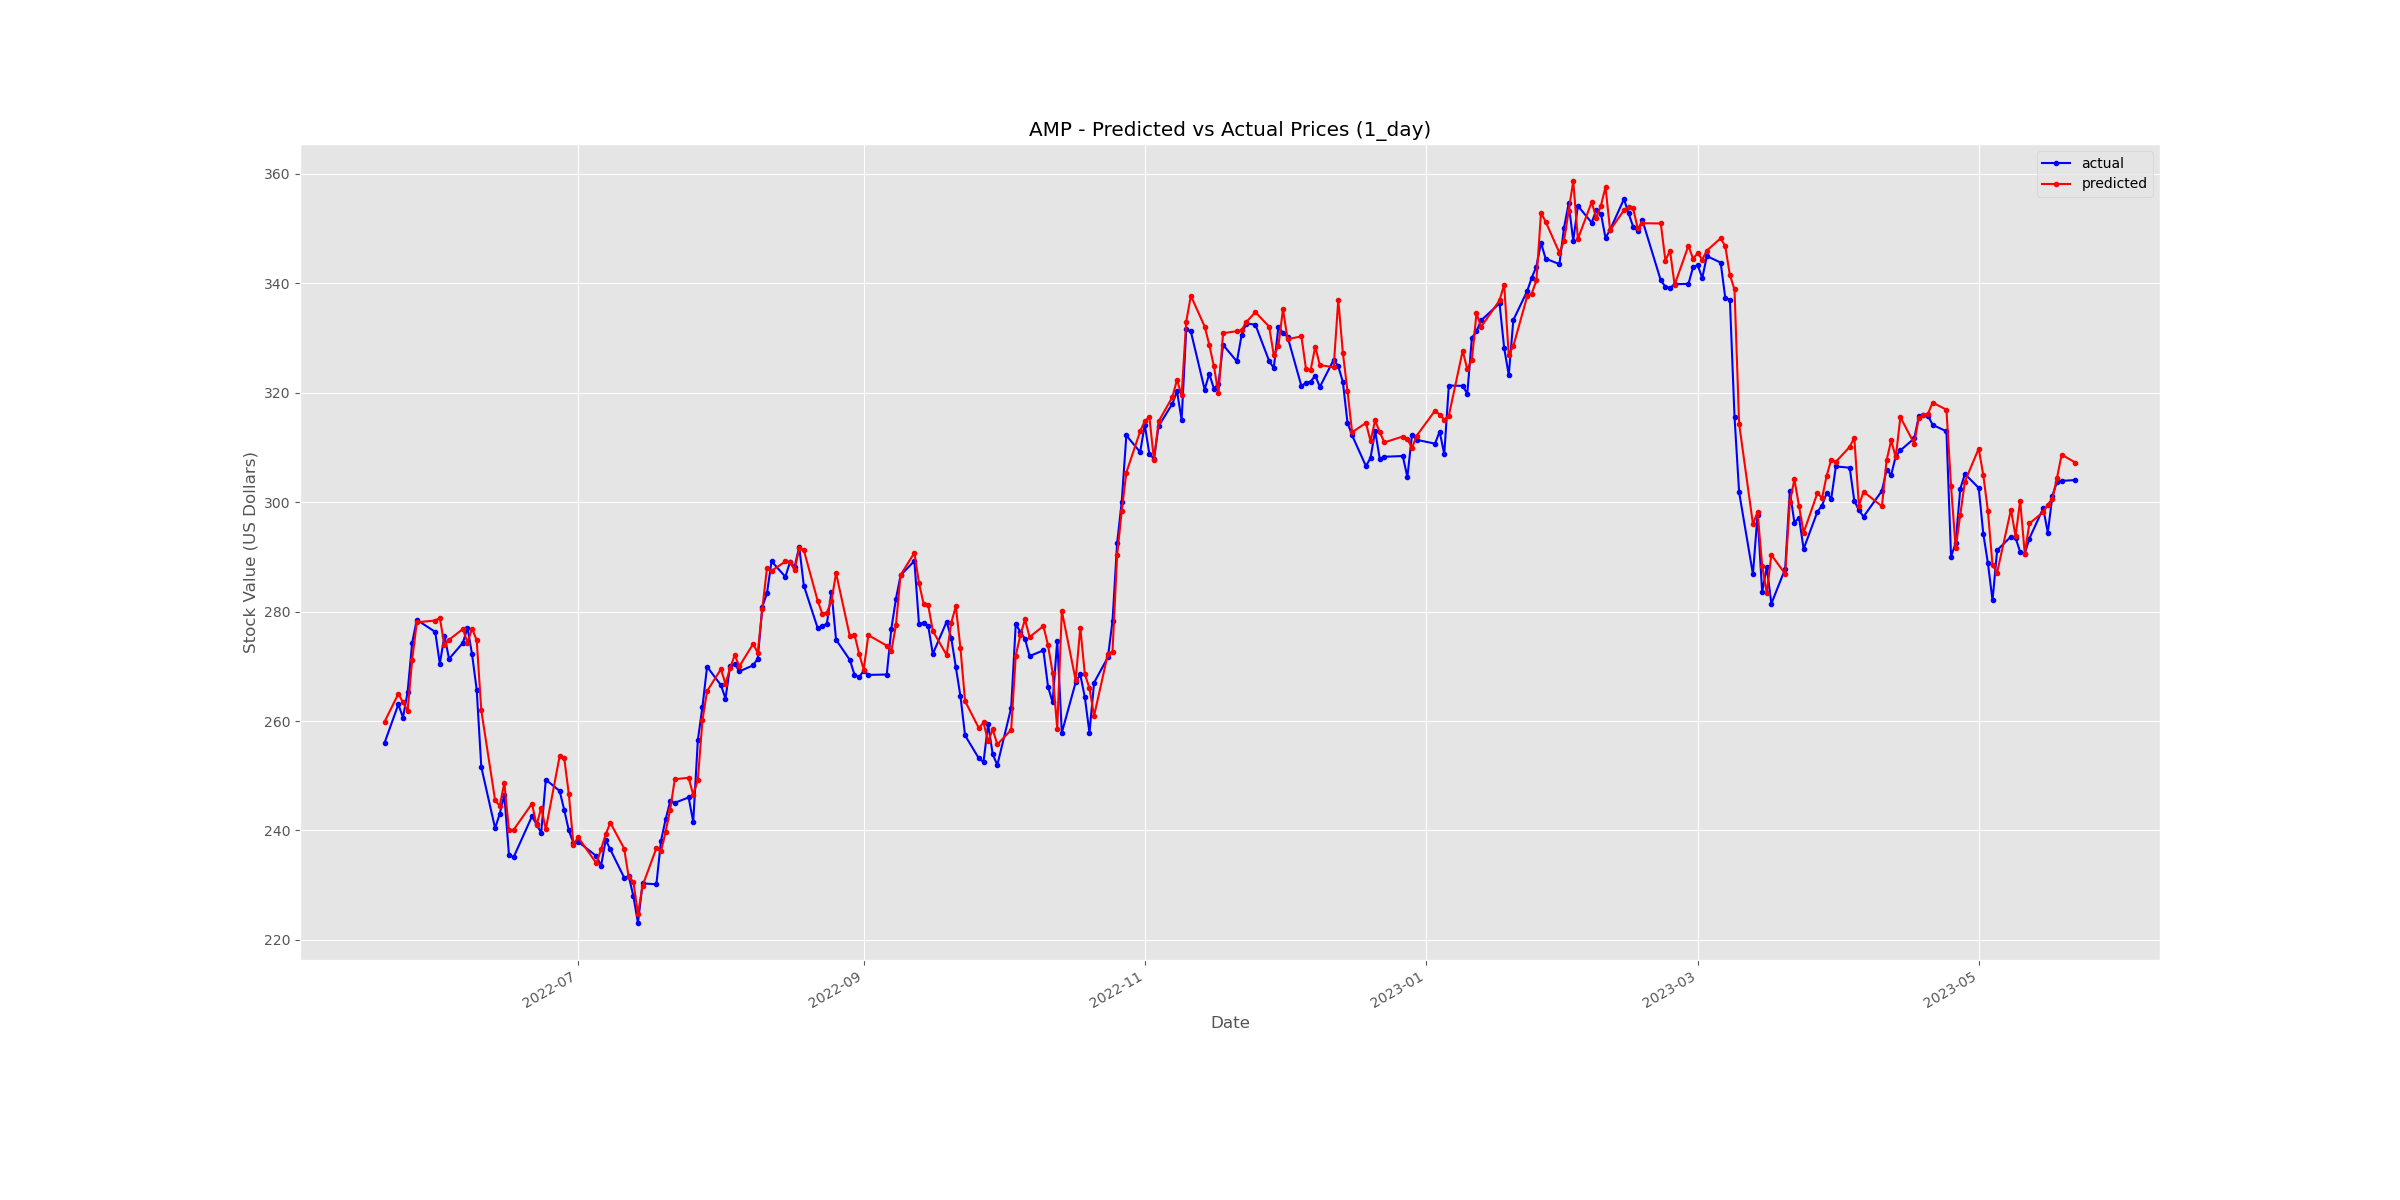 AMP - Predicted vs Actual Prices (1_day)
actual
predicted
360
340
320
300
280
260
240
220
Stock Value (US Dollars)
2022-07
2022-09
2022-11
2023-01
2023-03
2023-05
Date